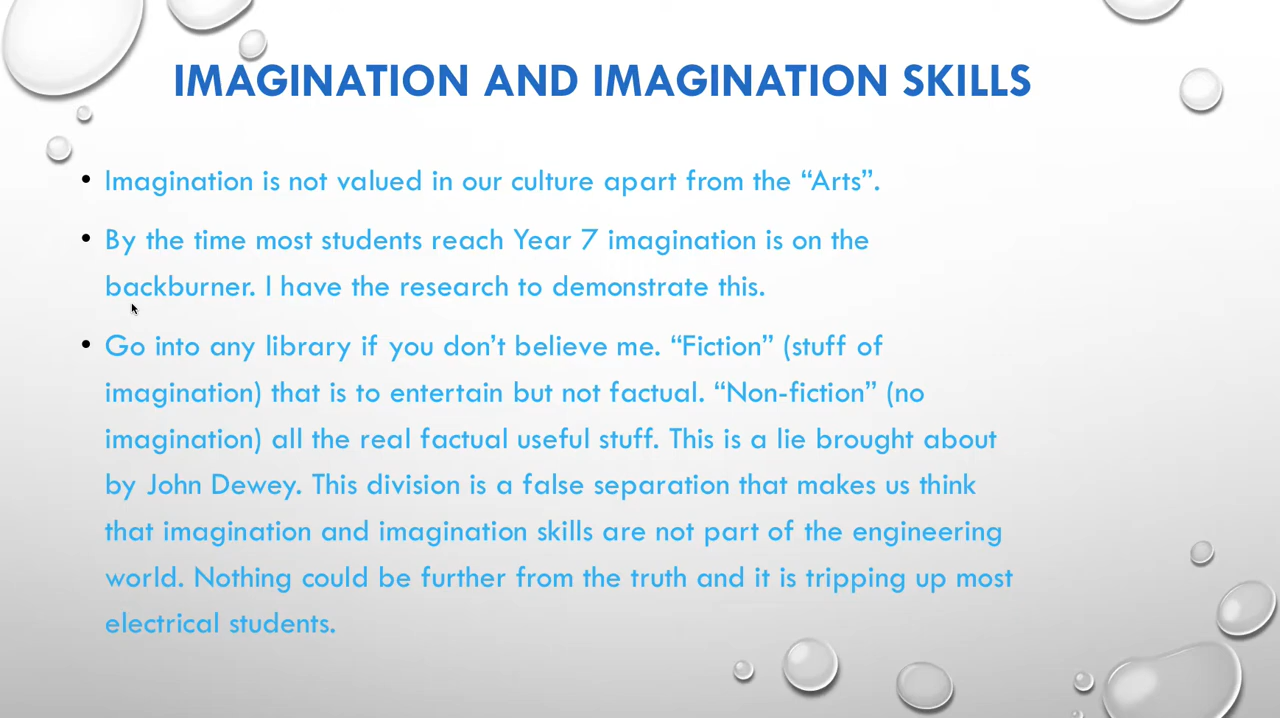 IMAGINATION AND IMAGINATION SKILLS
• Imagination is not valued in our culture apart from the “Arts”.
• By the time most students reach Year 7 imagination is on the
backburner. I have the research to demonstrate this.
• Go into any library if you don’t believe me. “Fiction” (stuff of
imagination) that is to entertain but not factual. “Non-fiction” (no
imagination) all the real factual useful stuff. This is a lie brought about
by John Dewey. This division is a false separation that makes us think
that imagination and imagination skills are not part of the engineering
world. Nothing could be further from the truth and it is tripping up most
electrical students.